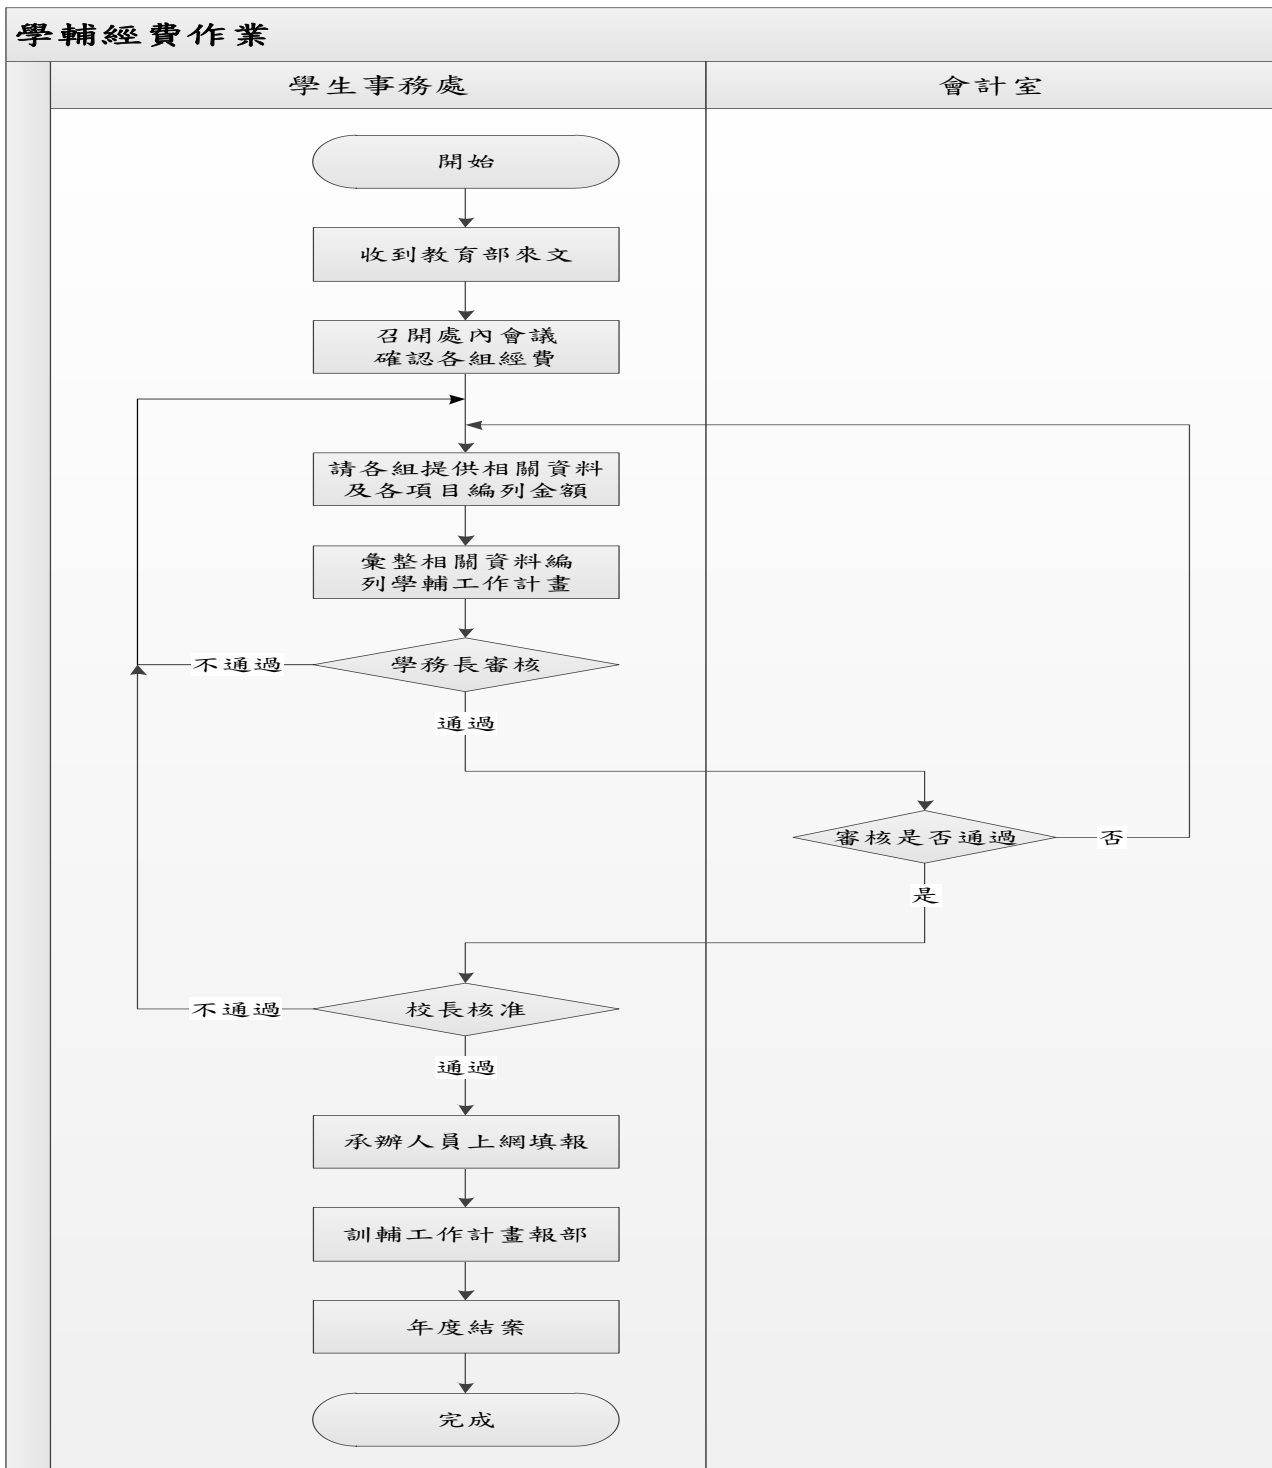 學輔經費作業
學生事務處
會計室
開始
收到教育部來文
召開處內會議
確認各組經費
請各組提供相關資料
及各項目編列金額
彙整相關資料編
列學輔工作計畫
不通過
學務長審核
通過
審核是否通過
否
是
不通過
校長核准
通過
承辦人員上網填報
訓輔工作計畫報部
年度結案
完成